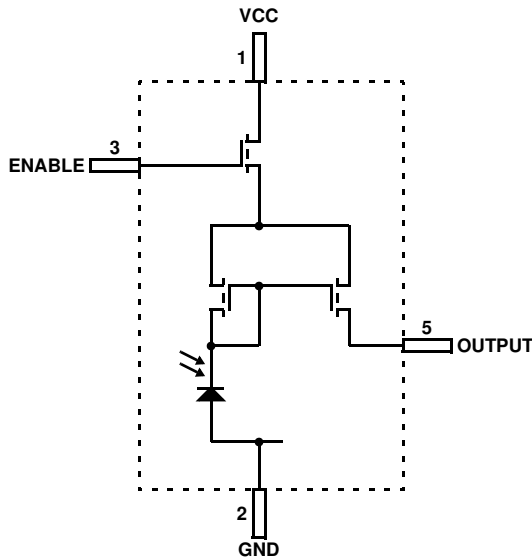 VCC
1
3
ENABLE
5
OUTPUT
2
GND